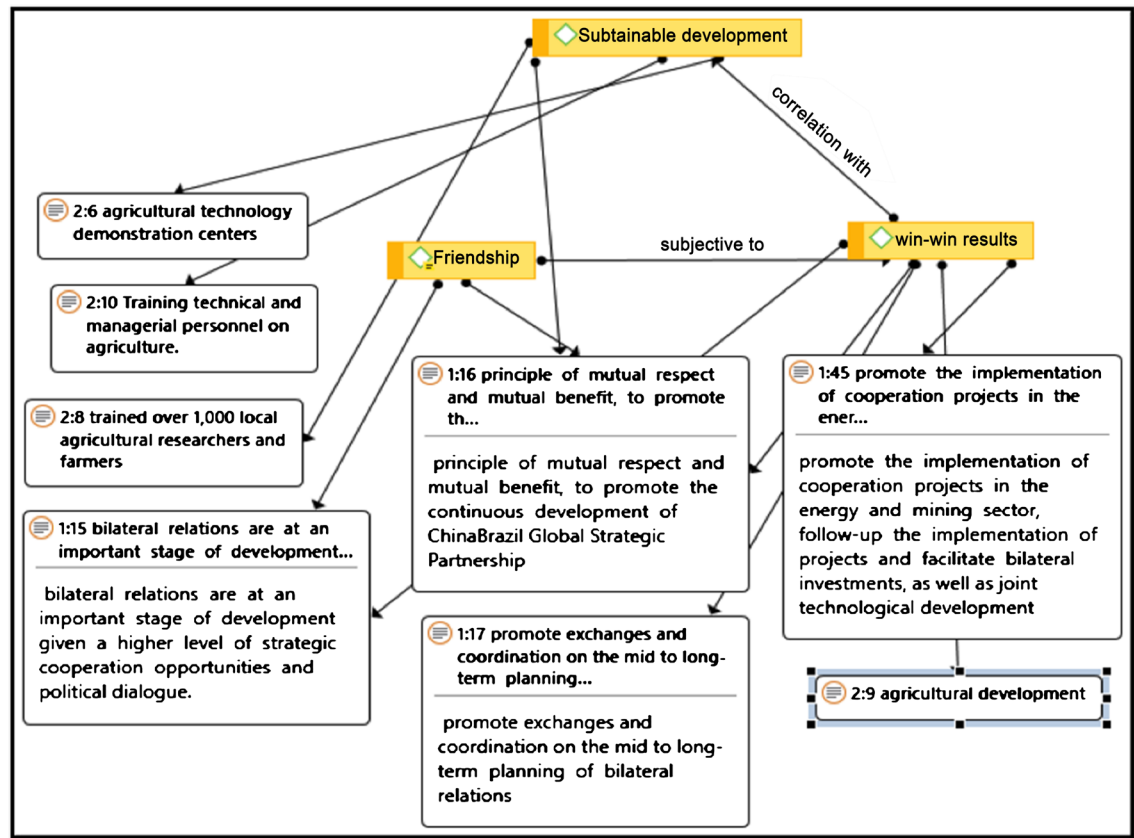 Subtainable development
correlation with
2:6 agricultural technology
demonstration centers
subjective to
win-win results
Friendship
2:10 Training technical and
managerial personnel on
agriculture.
1:16 principle of mutual respect
and mutual benefit, to promote
th...
principle of mutual respect and
mutual benefit, to promote the
continuous development of
ChinaBrazil Global Strategic
Partnership
1:45 promote the implementation
of cooperation projects in the
ener...
promote the implementation of
cooperation projects in the
energy and mining sector,
follow-up the implementation of
projects and facilitate bilateral
investments, as well as joint
technological development
2:8 trained over 1,000 local
agricultural researchers and
farmers
1:15 bilateral relations are at an
important stage of development...
bilateral relations are at an
important stage of development
given a higher level of strategic
cooperation opportunities and
political dialogue.
1:17 promote exchanges and
coordination on the mid to long-
term planning...
promote exchanges and
coordination on the mid to long-
term planning of bilateral
relations
2:9 agricultural development